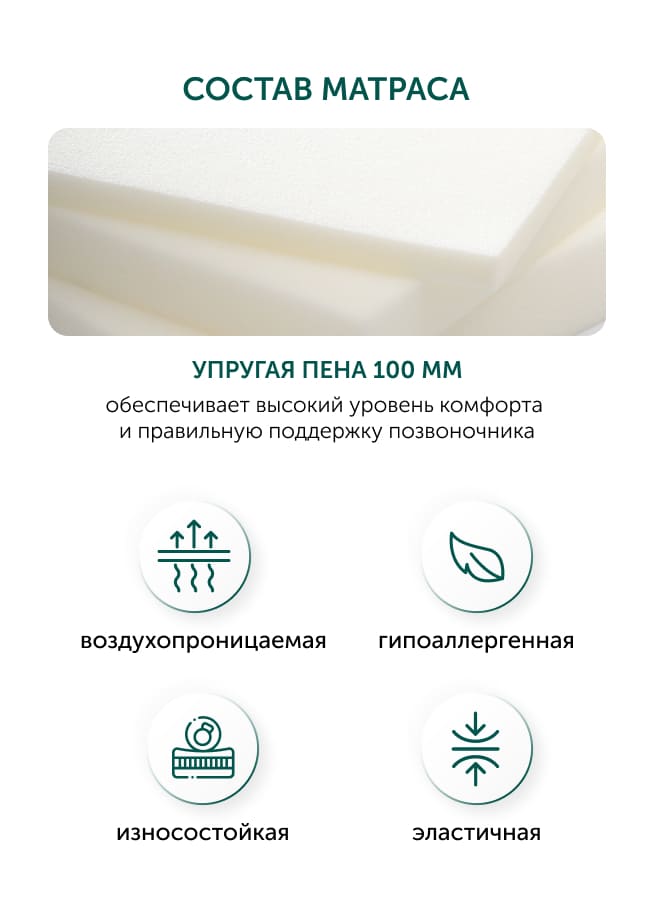 СОСТАВ МАТРАСА
УПРУГАЯ ПЕНА 100 ММ
обеспечивает высокий уровень комфорта
и правильную поддержку позвоночника
воздухопроницаемая
гипоаллергенная
износостойкая
эластичная